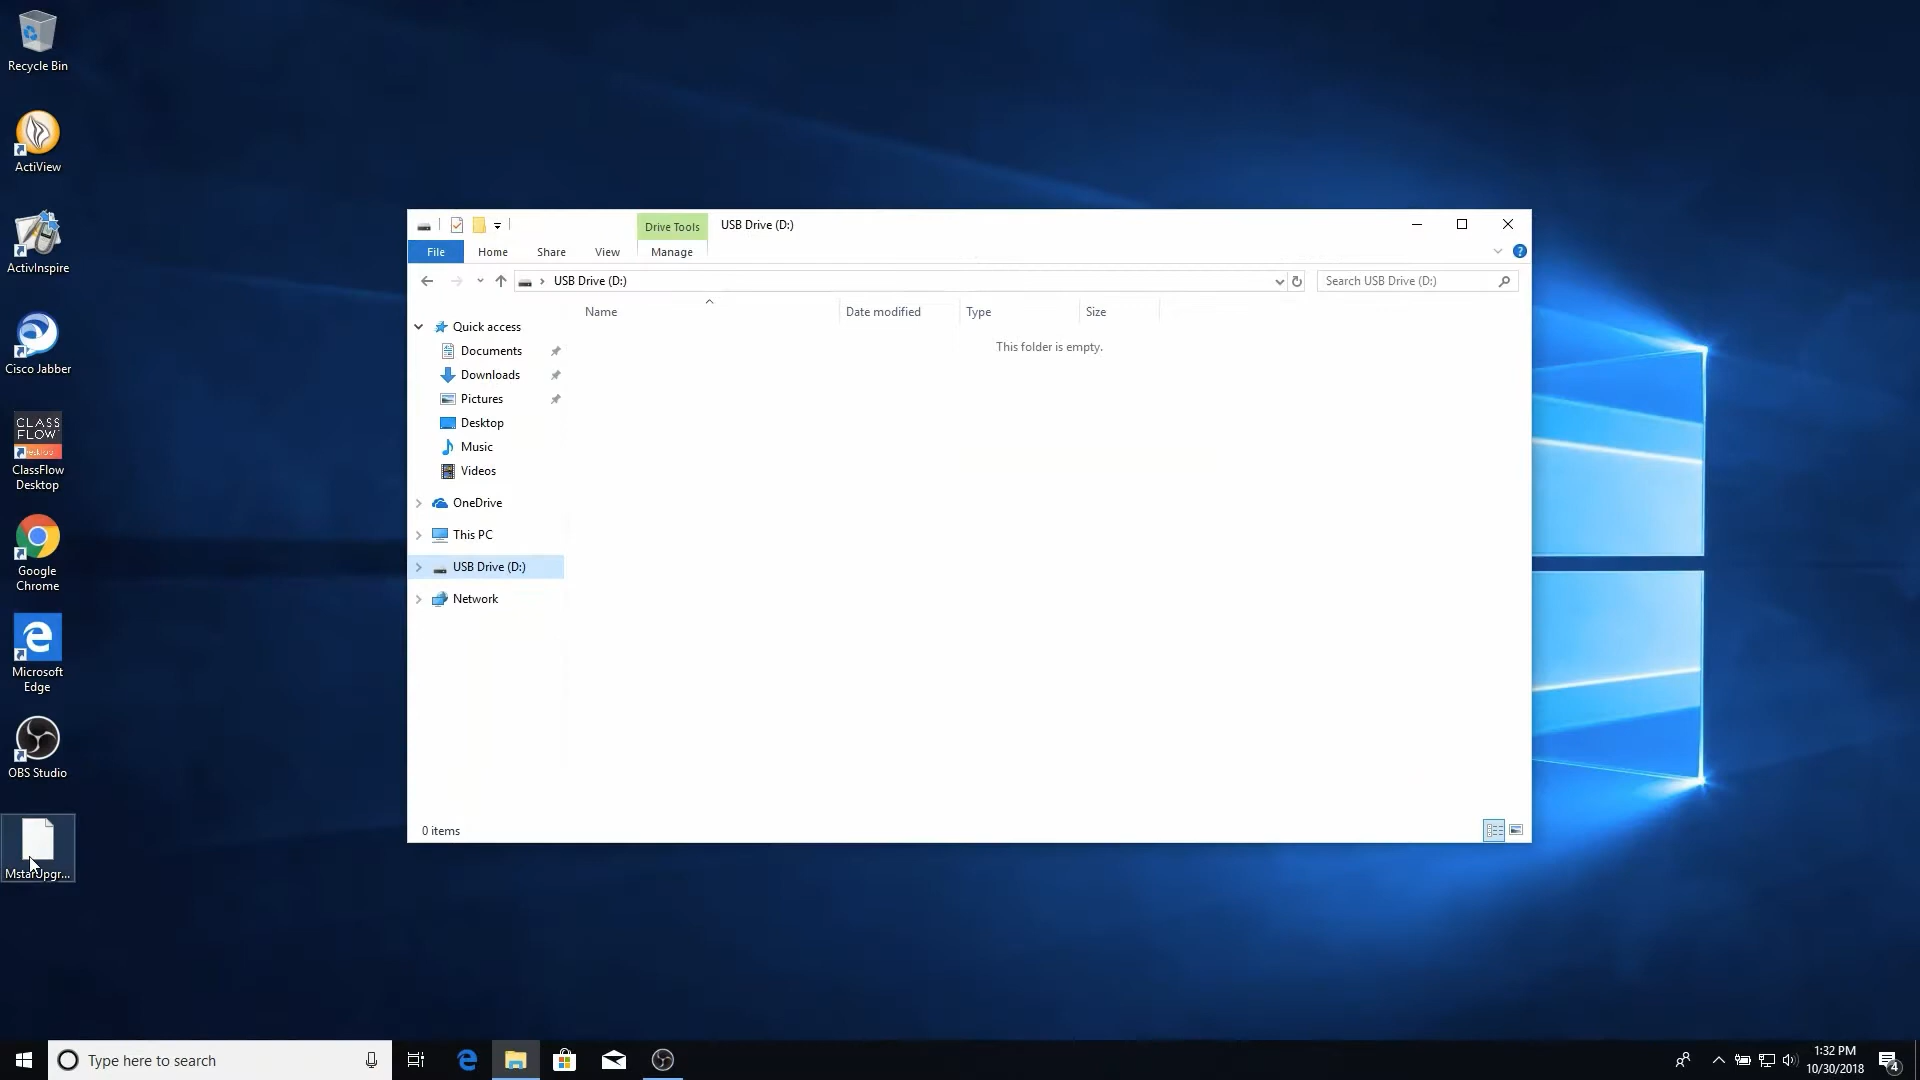 Recycle Bin
ActiView
ActivInspire
Cisco Jabber
CLASS
FLOW
ClassFlow
Desktop
Google
Chrome
Microsoft
Edge
OBS Studio
MstarUpgr...
Drive Tools
USB Drive (D:)
File
Home
Share
View
Manage
USB Drive (D:)
Search USB Drive (D:)
Name
Date modified
Type
Size
This folder is empty.
Quick access
Documents
Downloads
Pictures
Desktop
Music
Videos
OneDrive
This PC
USB Drive (D:)
Network
0 items
Type here to search
1:32 PM
10/30/2018
4